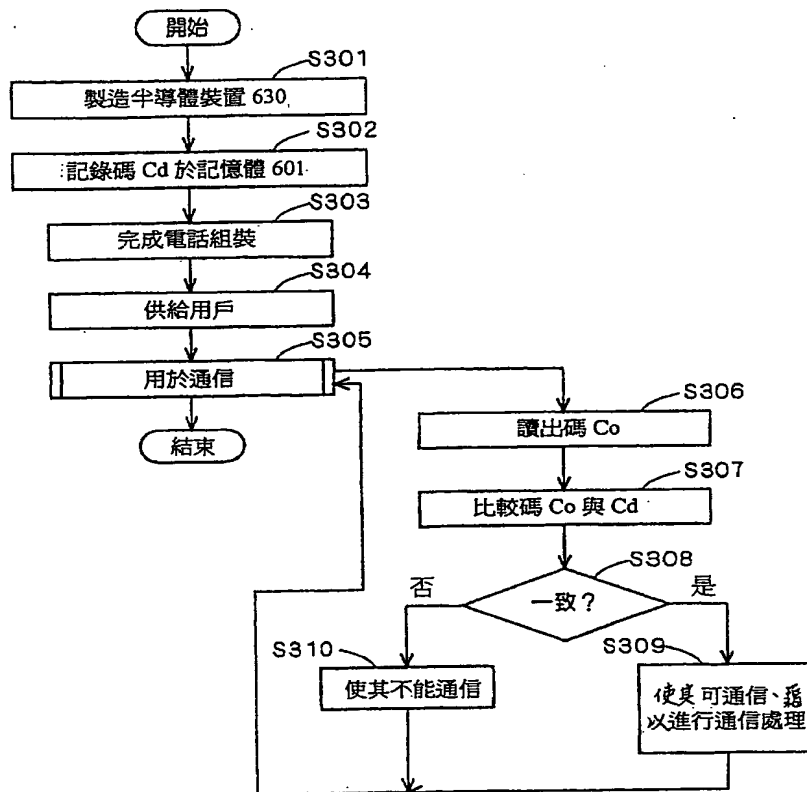 開始
S301
製造半導體裝置 630
S302
記錄碼 Cd 於記憶體 601
S303
完成電話組裝
S304
供給用戶
S305
用於通信
結束
S306
讀出碼 Co
S307
比較碼 Co 與 Cd
S308
一致?
否
是
S310
使其不能通信
S309
使其可通信、
以進行通信處理